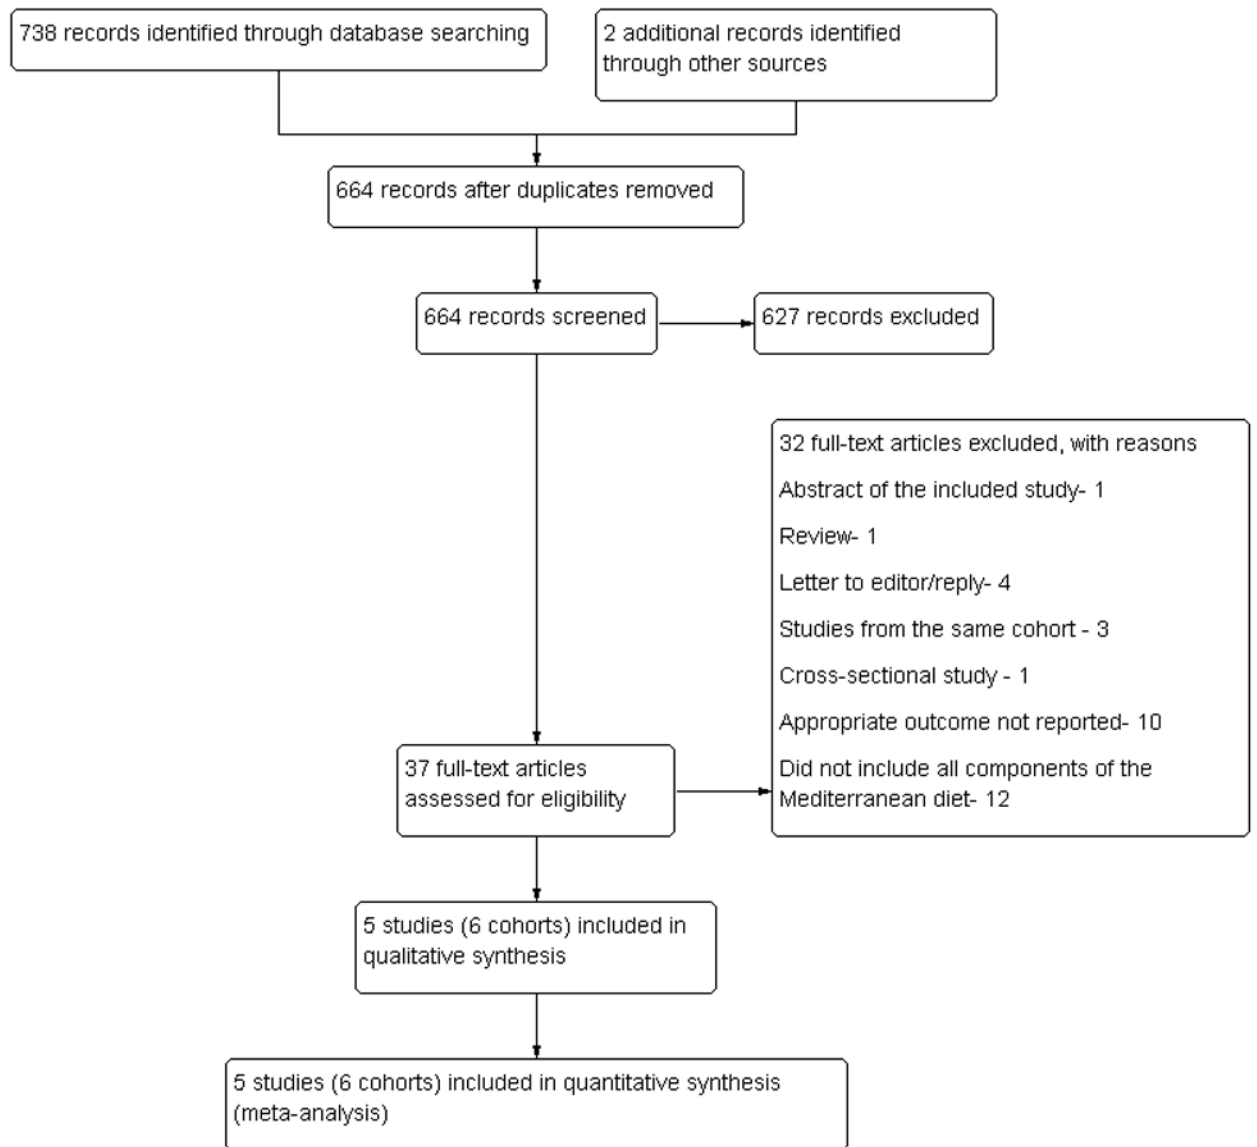 738 records identified through database searching
2 additional records identified
through other sources
664 records after duplicates removed
664 records screened
627 records excluded
32 full-text articles excluded, with reasons
Abstract of the included study- 1
Review- 1
Letter to editor/reply- 4
Studies from the same cohort - 3
Cross-sectional study - 1
Appropriate outcome not reported- 10
Did not include all components of the
Mediterranean diet- 12
37 full-text articles
assessed for eligibility
5 studies (6 cohorts) included in
qualitative synthesis
5 studies (6 cohorts) included in quantitative synthesis
(meta-analysis)